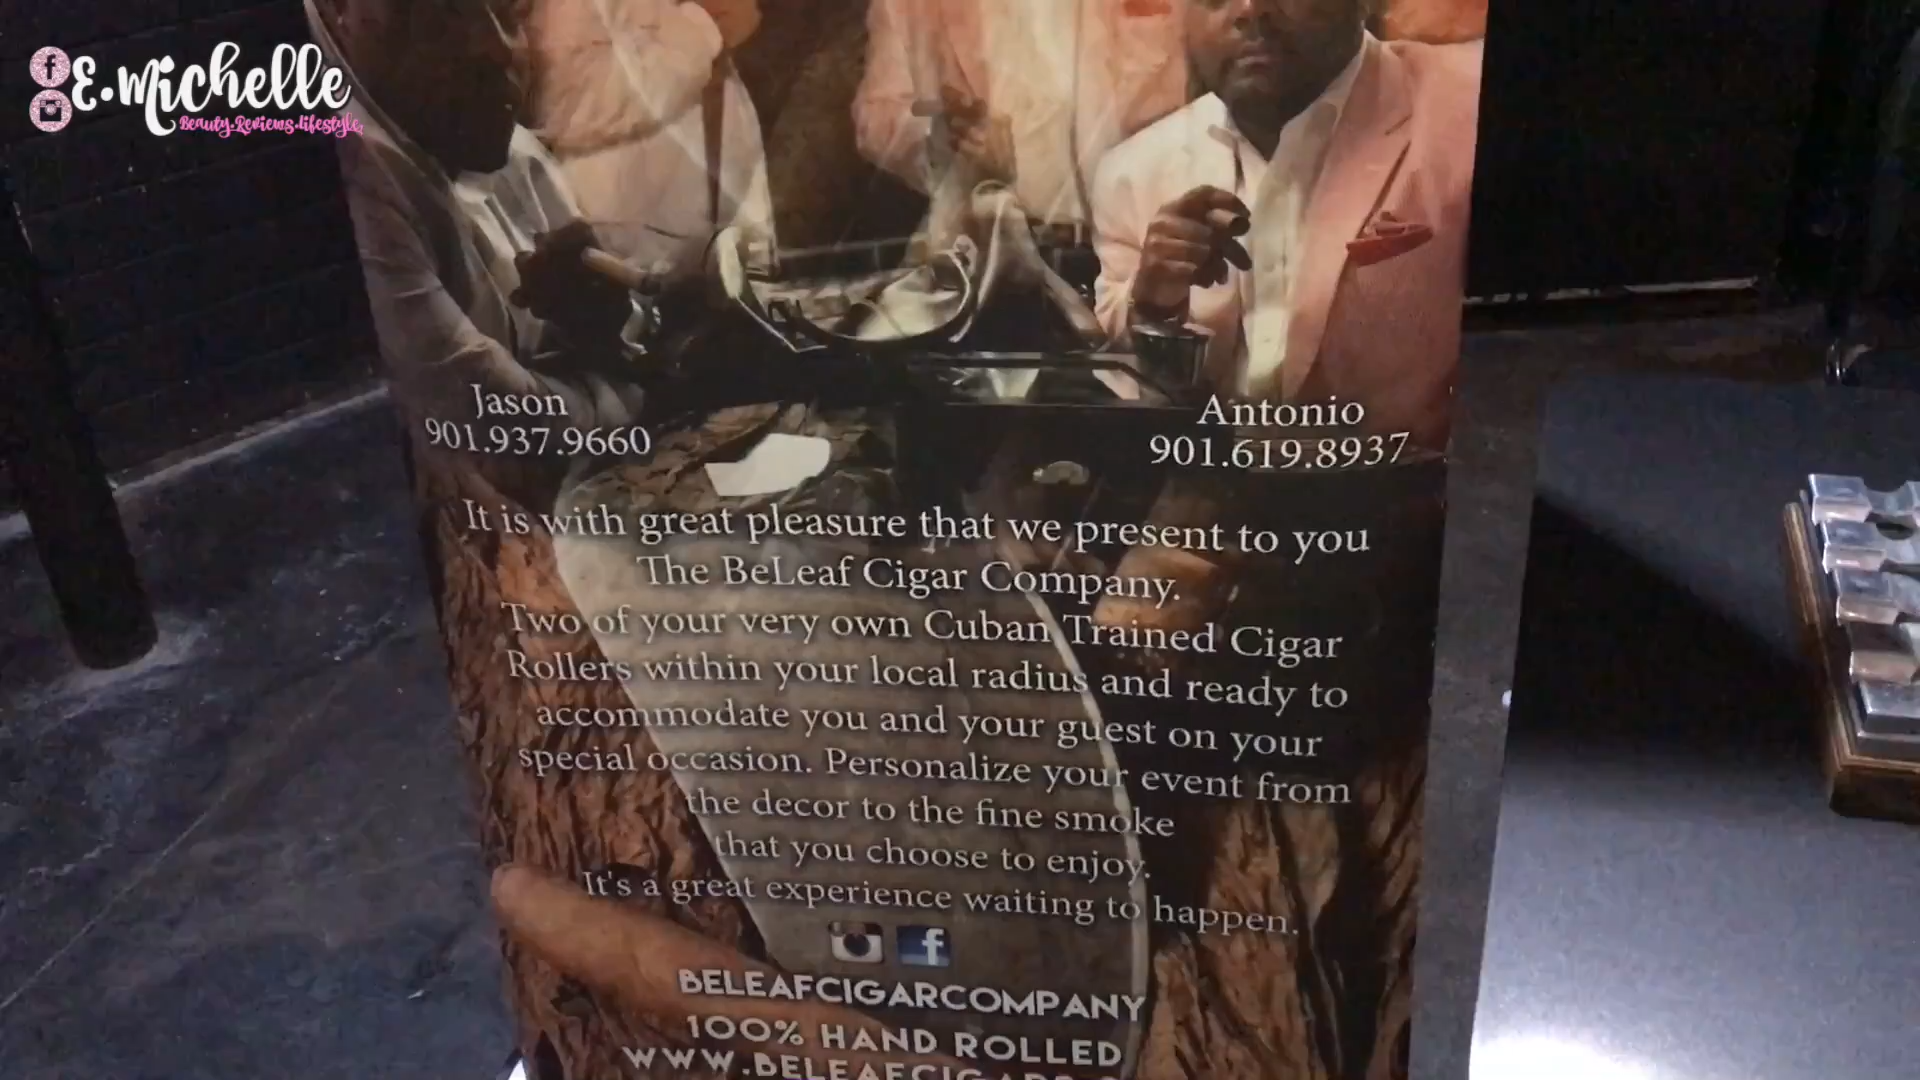 E.Michelle
Beauty.Reviews.lifestyle.
Jason
901.937.9660
Antonio
901.619.8937
It is with great pleasure that we present to you
The BeLeaf Cigar Company.
Two of your very own Cuban Trained Cigar
Rollers within your local radius and ready to
accommodate you and your guest on your
special occasion. Personalize your event from
the decor to the fine smoke
that you choose to enjoy.
It's a great experience waiting to happen.
BELEAFCIGARCOMPANY
100% HAND ROLLED